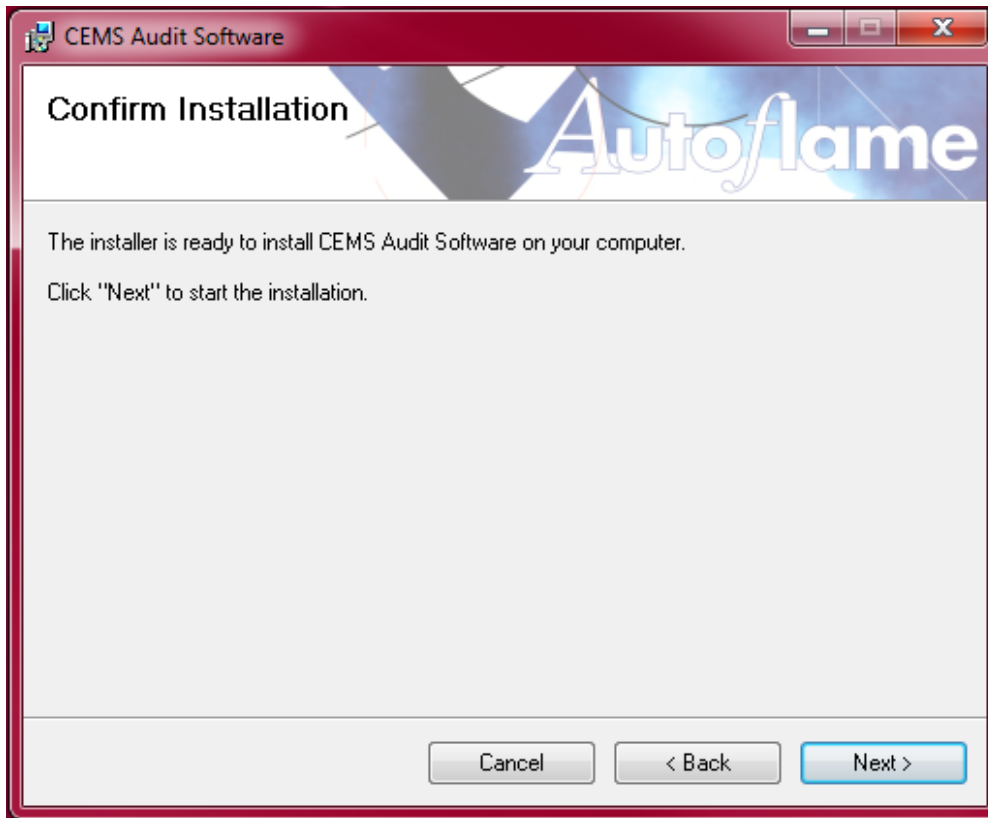 CEMS Audit Software
Confirm Installation
Autoflame
The installer is ready to install CEMS Audit Software on your computer.
Click "Next" to start the installation.
Cancel
< Back
Next >